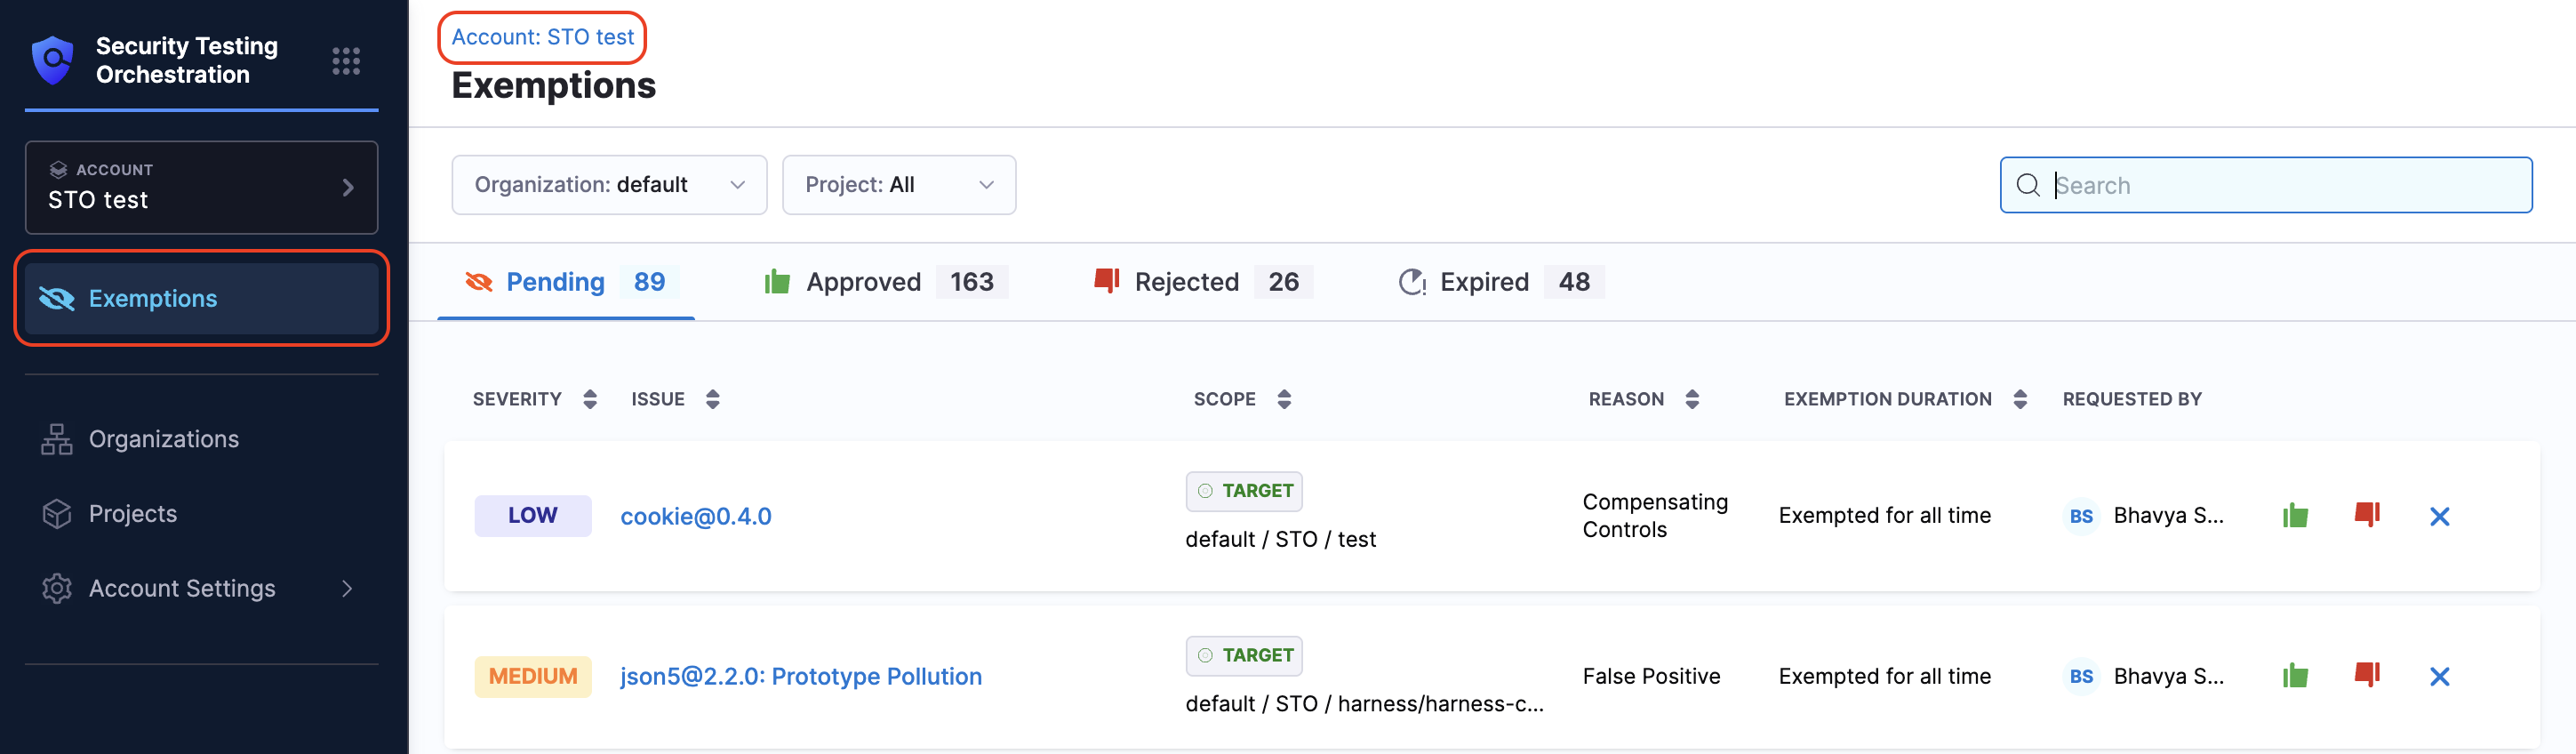 Security Testing
Orchestration
ACCOUNT
STO test
Exemptions
Organizations
Projects
Account Settings
Account: STO test
Exemptions
Organization: default
Project: All
Search
Pending 89
Approved 163
Rejected 26
Expired 48
SEVERITY ISSUE SCOPE REASON EXEMPTION DURATION REQUESTED BY
LOW
cookie@0.4.0
TARGET
default / STO / test
Compensating
Controls
Exempted for all time
BS Bhavya S...
MEDIUM
json5@2.2.0: Prototype Pollution
TARGET
default / STO / harness/harness-c...
False Positive
Exempted for all time
BS Bhavya S...